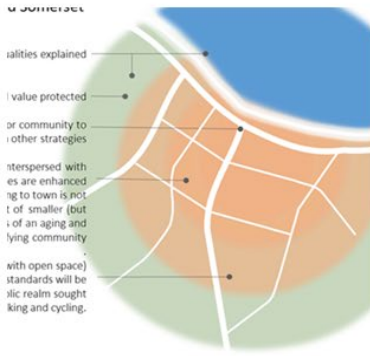 d Somerset
ualities explained
l value protected
or community to
other strategies
nterspersed with
es are enhanced
ng to town is not
t of smaller (but
s of an aging and
fying community
.
with open space)
standards will be
olic realm sought
lking and cycling.